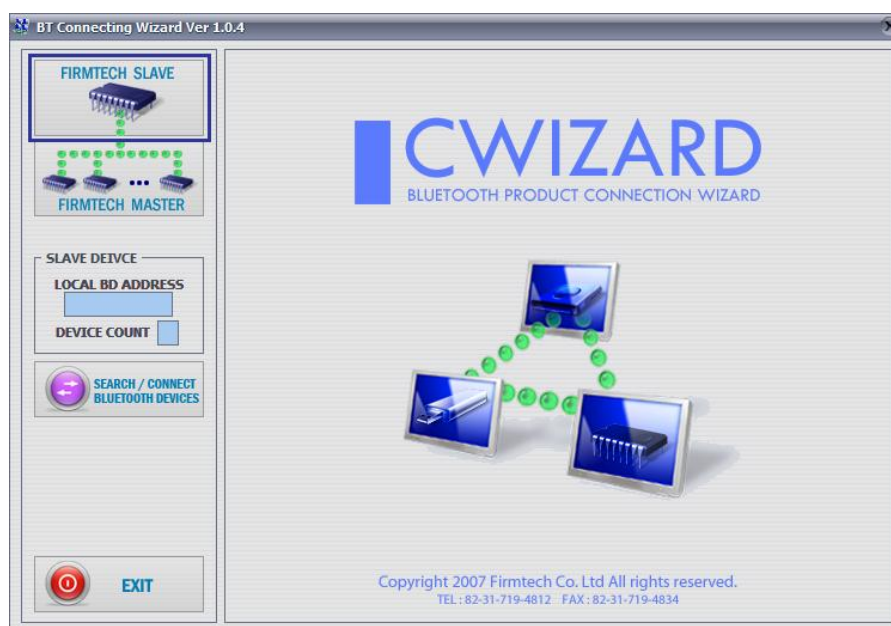 BT Connecting Wizard Ver 1.0.4
FIRMTECH SLAVE
FIRMTECH MASTER
SLAVE DEIVCE
LOCAL BD ADDRESS
DEVICE COUNT
SEARCH / CONNECT
BLUETOOTH DEVICES
EXIT
CWIZARD
BLUETOOTH PRODUCT CONNECTION WIZARD
Copyright 2007 Firmtech Co. Ltd All rights reserved.
TEL : 82-31-719-4812 FAX : 82-31-719-4834